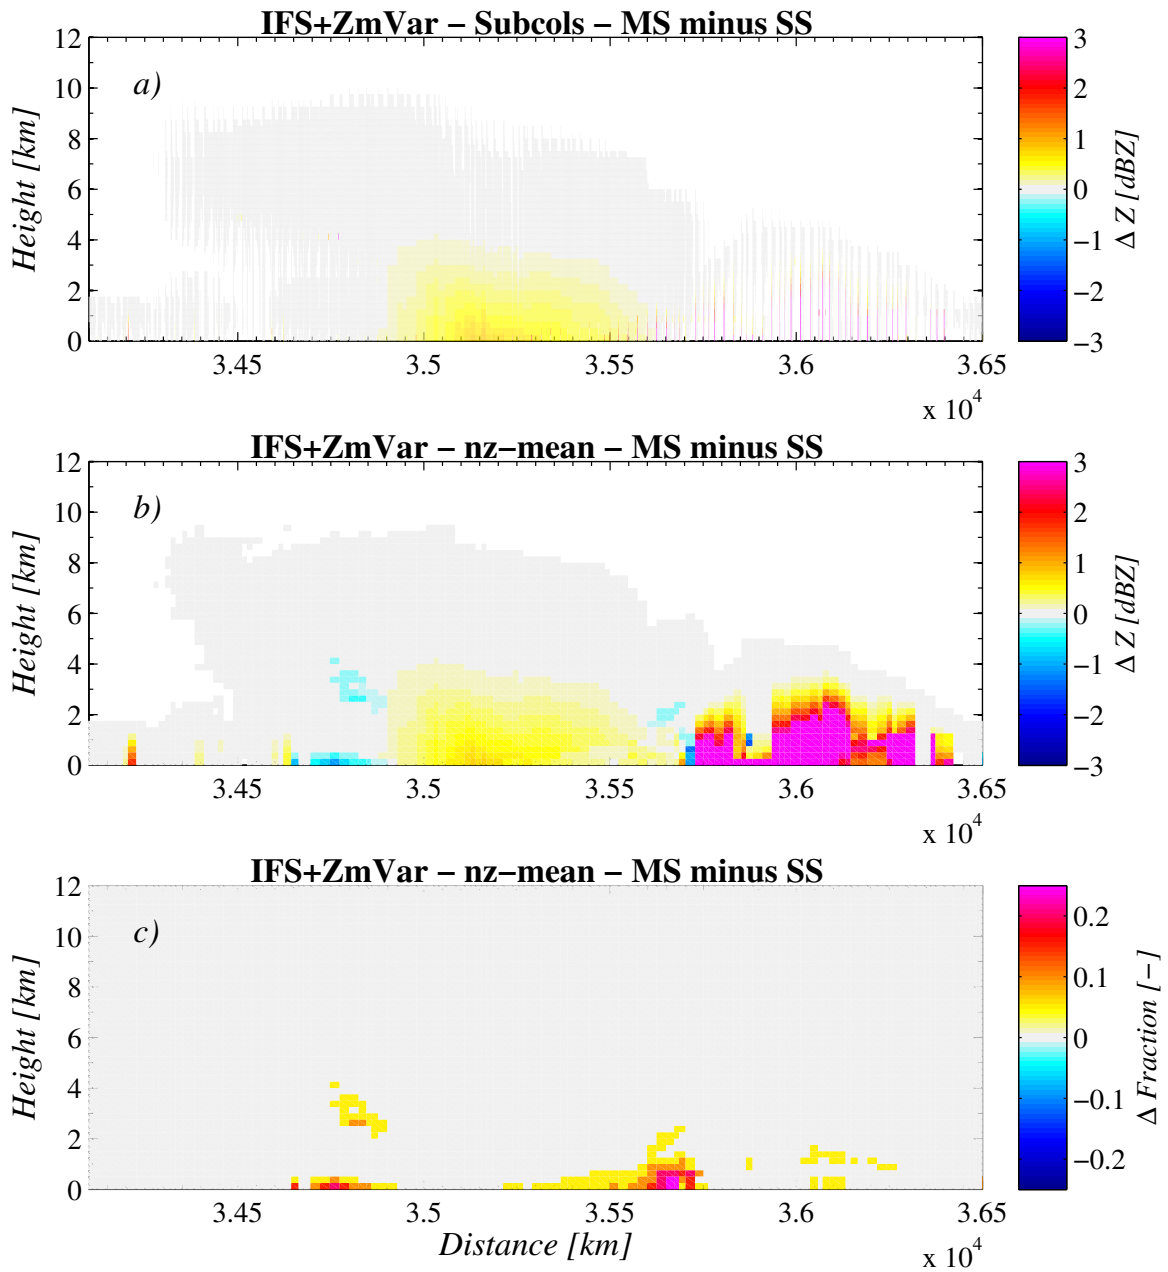 IFS+ZmVar − Subcols − MS minus SS
12
10
8
6
4
2
0
Height [km]
a)
3.45 3.5 3.55 3.6 3.65
x 10^4
3
2
1
0
−1
−2
−3
Δ Z [dBZ]
IFS+ZmVar − nz−mean − MS minus SS
12
10
8
6
4
2
0
Height [km]
b)
3.45 3.5 3.55 3.6 3.65
x 10^4
3
2
1
0
−1
−2
−3
Δ Z [dBZ]
IFS+ZmVar − nz−mean − MS minus SS
12
10
8
6
4
2
0
Height [km]
c)
3.45 3.5 3.55 3.6 3.65
Distance [km]
x 10^4
0.2
0.1
0
−0.1
−0.2
Δ Fraction [−]